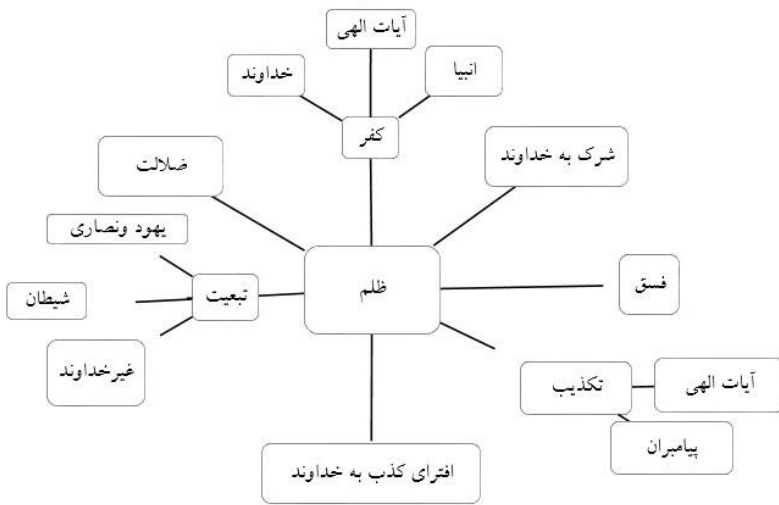 آیات الهی
انبیا
خداوند
کفر
شرک به خداوند
ضلالت
یهود ونصاری
ظلم
فسق
تبعیت
شیطان
غیرخداوند
تکذیب
آیات الهی
پیامبران
افترای کذب به خداوند